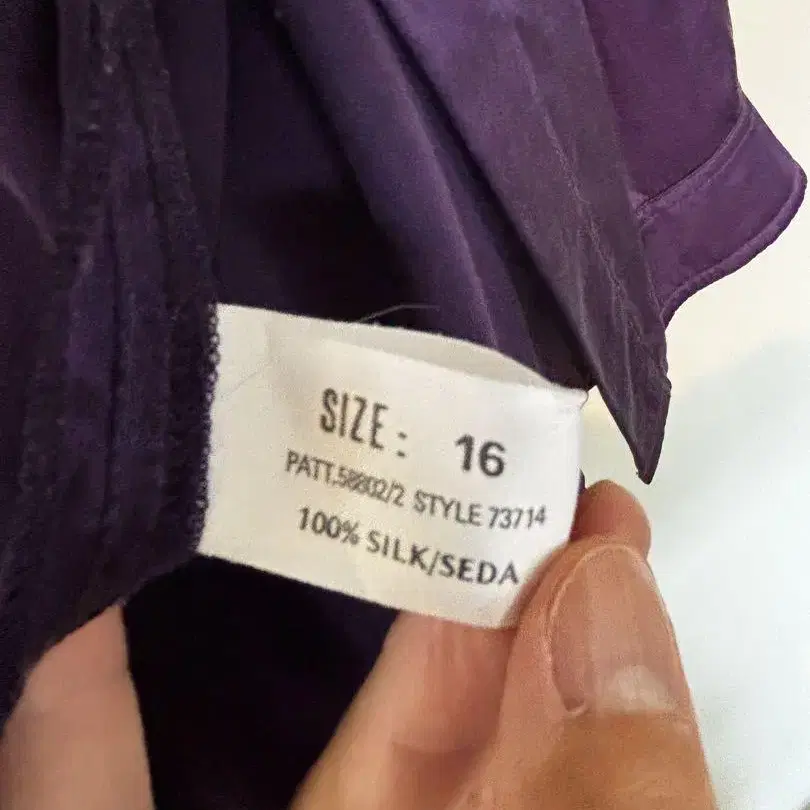 SIZE: 16
PATT.58802/2 STYLE 73714
100% SILK/SEDA